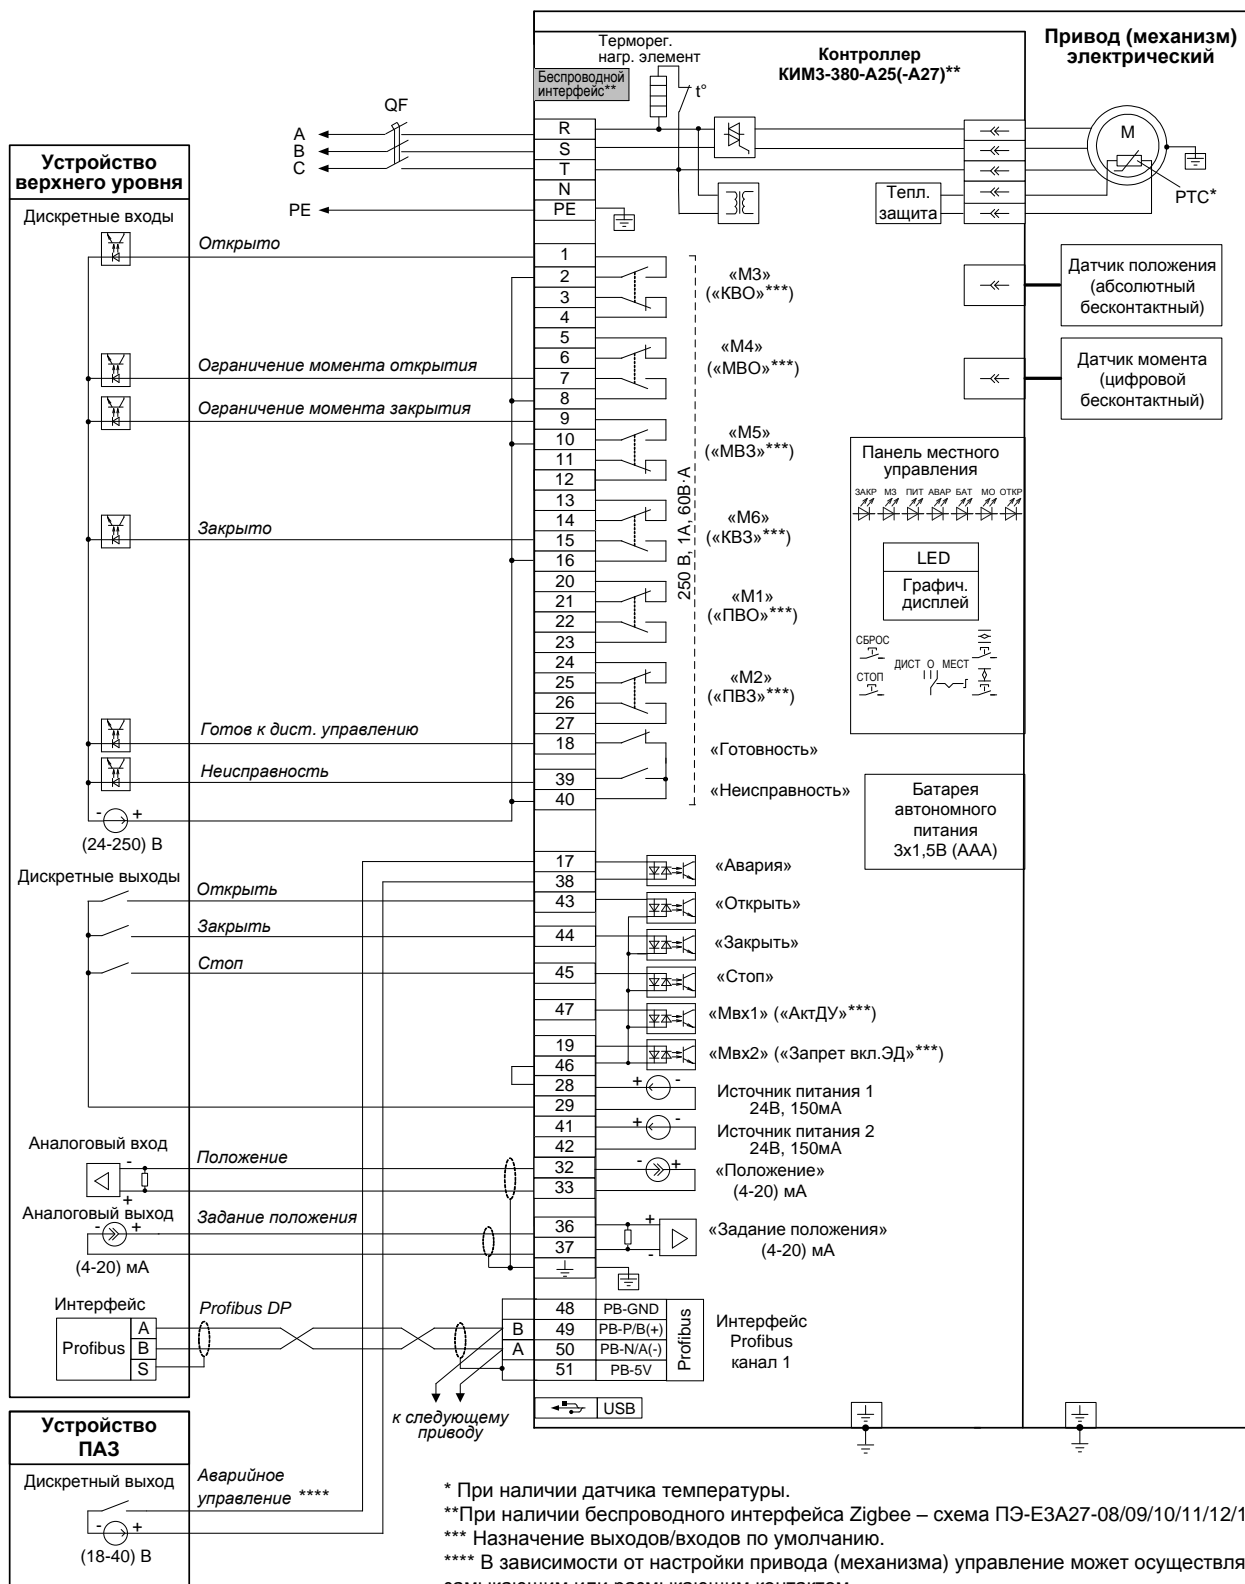 Привод (механизм)
электрический
Терморег.
нагр. элемент
Контроллер
КИМ3-380-А25(-А27)**
Беспроводной
интерфейс**
t°
QF
A
B
C
PE
R
S
T
N
PE
M
PTC*
Тепл.
защита
Устройство
верхнего уровня
Дискретные входы
Открыто
1
2
3
4
«М3»
(«КВО»***)
Датчик положения
(абсолютный
бесконтактный)
5
6
7
8
«М4»
(«МВО»***)
Ограничение момента открытия
Датчик момента
(цифровой
бесконтактный)
Ограничение момента закрытия
9
10
11
12
«М5»
(«МВЗ»***)
250 В, 1А, 60В·А
Панель местного
управления
ЗАКР МЗ ПИТ АВАР БАТ МО ОТКР
LED
Графич.
дисплей
СБРОС
СТОП
ДИСТ О МЕСТ
Закрыто
13
14
15
16
«М6»
(«КВЗ»***)
20
21
22
23
«М1»
(«ПВО»***)
24
25
26
27
«М2»
(«ПВЗ»***)
Готов к дист. управлению
18
«Готовность»
Неисправность
39
40
«Неисправность»
- +
(24-250) В
Батарея
автономного
питания
3х1,5В (ААА)
Дискретные выходы
17
38
«Авария»
Открыть
43
«Открыть»
Закрыть
44
«Закрыть»
Стоп
45
«Стоп»
47
«Мвх1» («АктДУ»***)
19
46
«Мвх2» («Запрет вкл.ЭД»***)
28
29
+ -
Источник питания 1
24В, 150мА
41
42
+ -
Источник питания 2
24В, 150мА
Аналоговый вход
-
+
Положение
32
33
- +
«Положение»
(4-20) мА
Аналоговый выход
- +
(4-20) мА
Задание положения
36
37
+
-
«Задание положения»
(4-20) мА
Интерфейс
Profibus
A
B
S
Profibus DP
B
A
48 PB-GND
49 PB-P/B(+)
50 PB-N/A(-)
51 PB-5V
Profibus
Интерфейс
Profibus
канал 1
к следующему
приводу
USB
Устройство
ПАЗ
Дискретный выход
- +
(18-40) В
Аварийное
управление ****
* При наличии датчика температуры.
**При наличии беспроводного интерфейса Zigbee – схема ПЭ-Е3А27-08/09/10/11/12/1
*** Назначение выходов/входов по умолчанию.
**** В зависимости от настройки привода (механизма) управление может осуществля